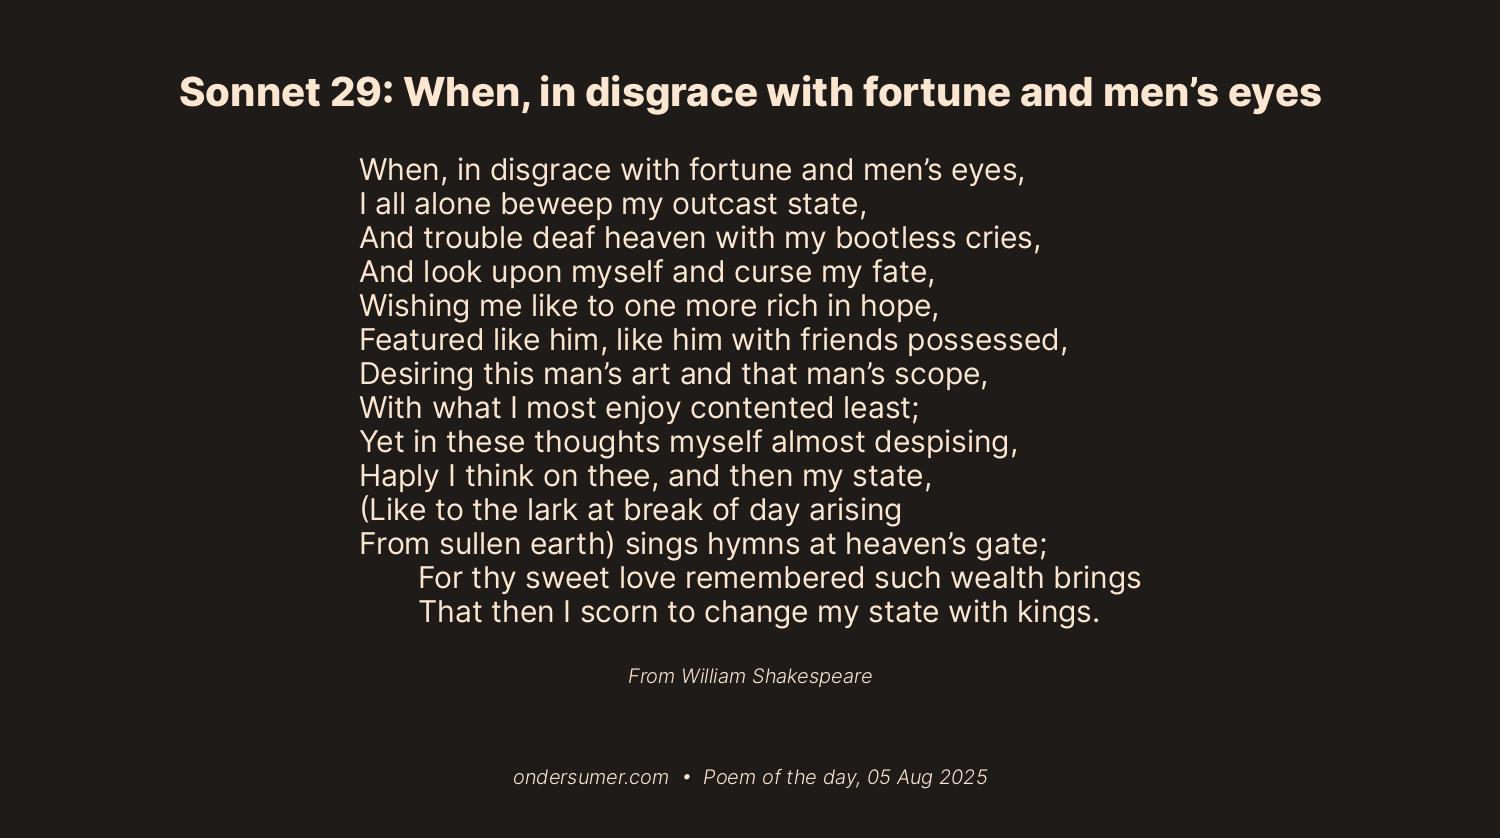 Sonnet 29: When, in disgrace with fortune and men’s eyes
When, in disgrace with fortune and men’s eyes,
I all alone beweep my outcast state,
And trouble deaf heaven with my bootless cries,
And look upon myself and curse my fate,
Wishing me like to one more rich in hope,
Featured like him, like him with friends possessed,
Desiring this man’s art and that man’s scope,
With what I most enjoy contented least;
Yet in these thoughts myself almost despising,
Haply I think on thee, and then my state,
(Like to the lark at break of day arising
From sullen earth) sings hymns at heaven’s gate;
For thy sweet love remembered such wealth brings
That then I scorn to change my state with kings.
From William Shakespeare
ondersumer.com • Poem of the day, 05 Aug 2025